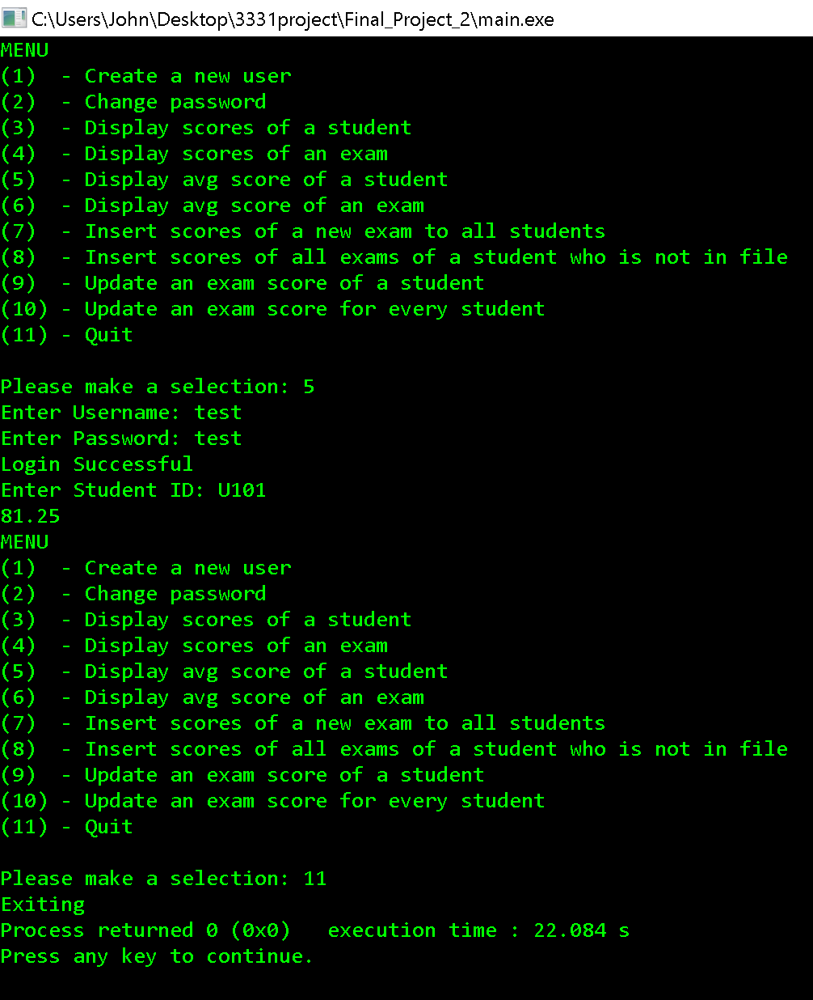 C:\Users\John\Desktop\3331project\Final_Project_2\main.exe
MENU
(1)  - Create a new user
(2)  - Change password
(3)  - Display scores of a student
(4)  - Display scores of an exam
(5)  - Display avg score of a student
(6)  - Display avg score of an exam
(7)  - Insert scores of a new exam to all students
(8)  - Insert scores of all exams of a student who is not in file
(9)  - Update an exam score of a student
(10) - Update an exam score for every student
(11) - Quit

Please make a selection: 5
Enter Username: test
Enter Password: test
Login Successful
Enter Student ID: U101
81.25
MENU
(1)  - Create a new user
(2)  - Change password
(3)  - Display scores of a student
(4)  - Display scores of an exam
(5)  - Display avg score of a student
(6)  - Display avg score of an exam
(7)  - Insert scores of a new exam to all students
(8)  - Insert scores of all exams of a student who is not in file
(9)  - Update an exam score of a student
(10) - Update an exam score for every student
(11) - Quit

Please make a selection: 11
Exiting
Process returned 0 (0x0)   execution time : 22.084 s
Press any key to continue.